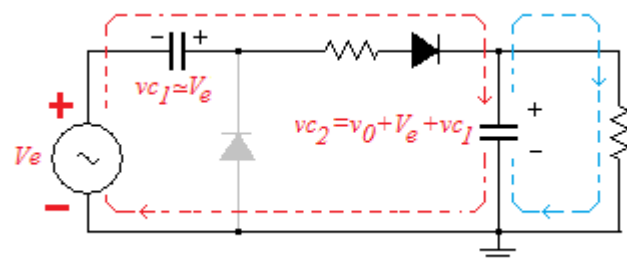 - +
vc₁≃Vₑ
+
Ve
−
vc₂=v₀+Vₑ+vc₁
+
−